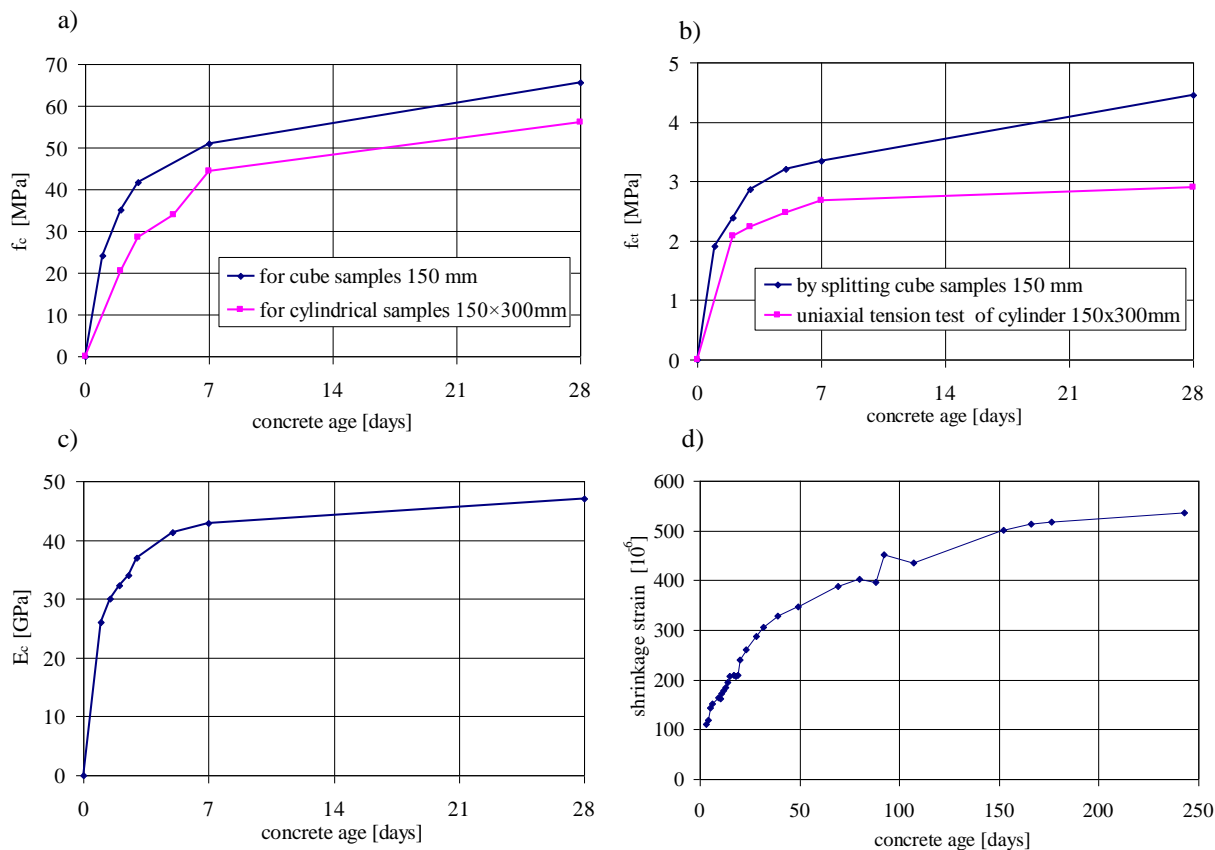 a)
70
60
50
40
30
20
10
0
fc [MPa]
for cube samples 150 mm
for cylindrical samples 150×300mm
0 7 14 21 28
concrete age [days]
b)
5
4
3
2
1
0
fct [MPa]
by splitting cube samples 150 mm
uniaxial tension test of cylinder 150x300mm
0 7 14 21 28
concrete age [days]
c)
50
40
30
20
10
0
Ec [GPa]
0 7 14 21 28
concrete age [days]
d)
600
500
400
300
200
100
0
shrinkage strain [10⁻⁶]
0 50 100 150 200 250
concrete age [days]